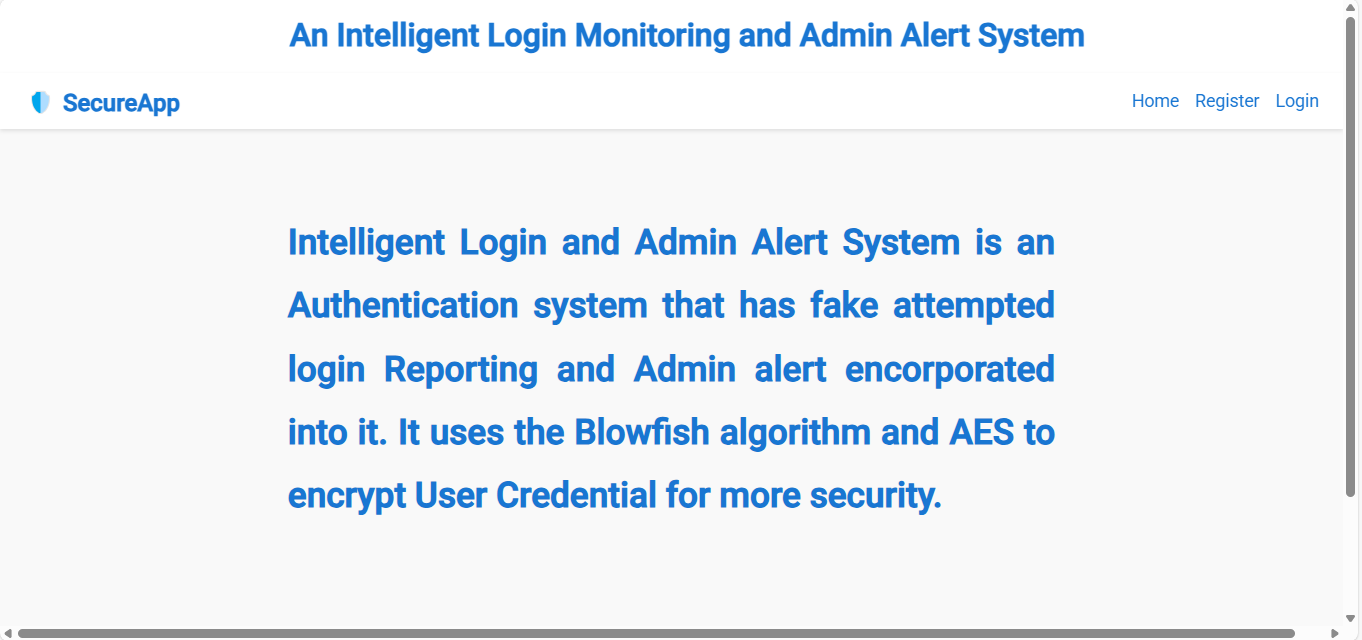 An Intelligent Login Monitoring and Admin Alert System
SecureApp
Home Register Login
Intelligent Login and Admin Alert System is an
Authentication system that has fake attempted
login Reporting and Admin alert encorporated
into it. It uses the Blowfish algorithm and AES to
encrypt User Credential for more security.